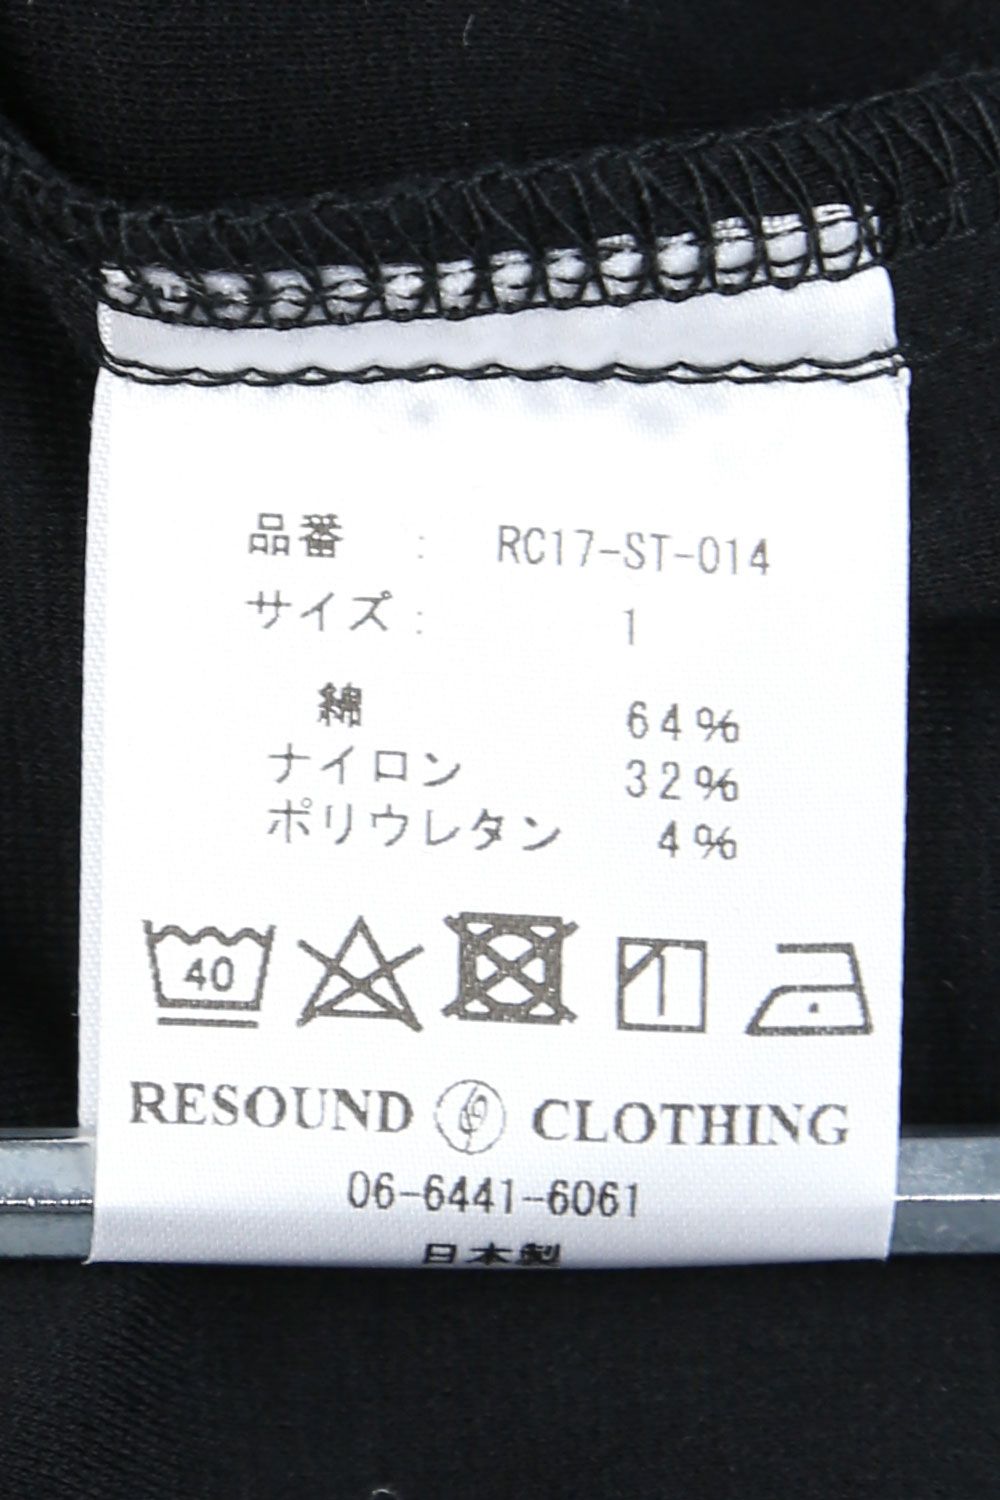 品番 : RC17-ST-014
サイズ : 1
綿 64%
ナイロン 32%
ポリウレタン 4%
40
RESOUND CLOTHING
06-6441-6061
日本製